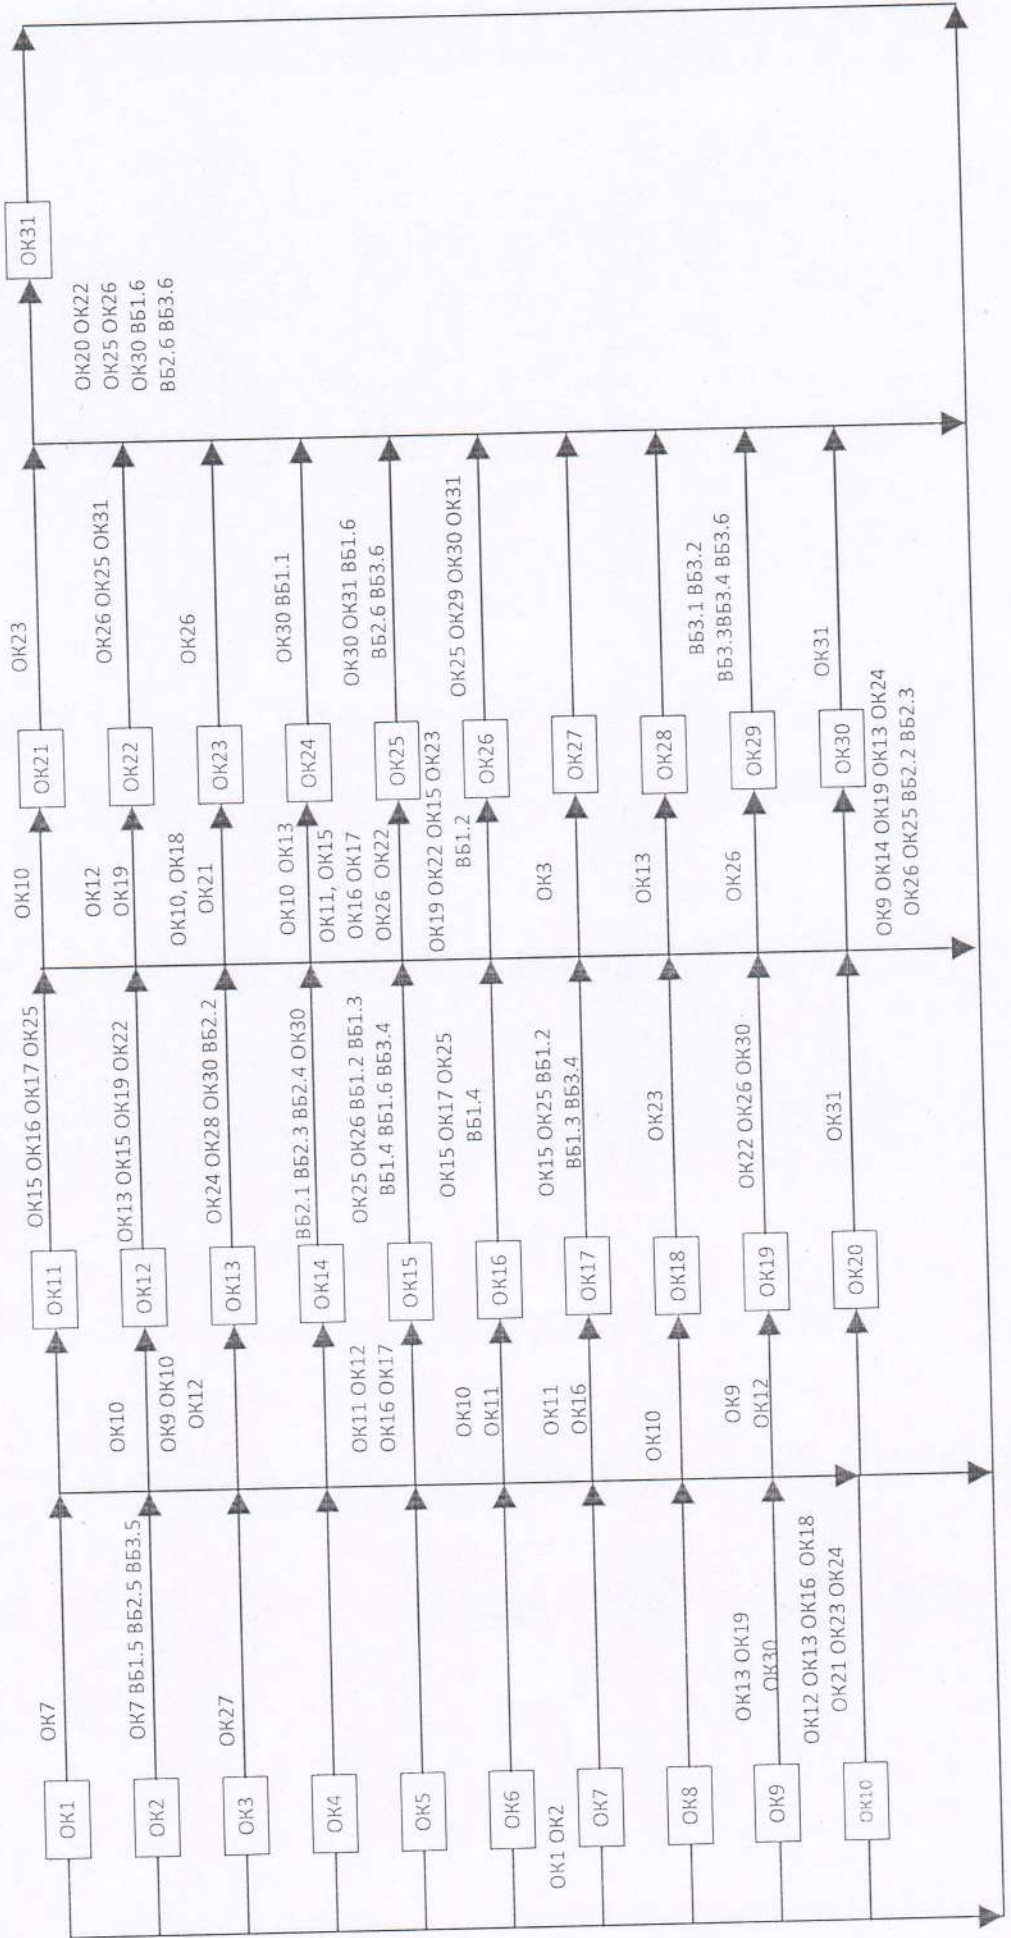 ОК1
ОК7
ОК2
ОК7 ВБ1.5 ВБ2.5 ВБ3.5
ОК3
ОК27
ОК4
ОК5
ОК6
ОК1 ОК2
ОК7
ОК8
ОК9
ОК13 ОК19
ОК30
ОК10
ОК12 ОК13 ОК16 ОК18
ОК21 ОК23 ОК24
ОК11
ОК15 ОК16 ОК17 ОК25
ОК10
ОК12
ОК13 ОК15 ОК19 ОК22
ОК9 ОК10
ОК12
ОК13
ОК24 ОК28 ОК30 ВБ2.2
ОК14
ВБ2.1 ВБ2.3 ВБ2.4 ОК30
ОК11 ОК12
ОК16 ОК17
ОК15
ОК25 ОК26 ВБ1.2 ВБ1.3
ВБ1.4 ВБ1.6 ВБ3.4
ОК10
ОК11
ОК16
ОК15 ОК17 ОК25
ВБ1.4
ОК11
ОК16
ОК17
ОК15 ОК25 ВБ1.2
ВБ1.3 ВБ3.4
ОК10
ОК18
ОК23
ОК9
ОК12
ОК19
ОК22 ОК26 ОК30
ОК20
ОК31
ОК10
ОК21
ОК23
ОК12
ОК19
ОК22
ОК26 ОК25 ОК31
ОК10, ОК18
ОК21
ОК23
ОК26
ОК10 ОК13
ОК24
ОК30 ВБ1.1
ОК11, ОК15
ОК16 ОК17
ОК26 ОК22
ОК25
ОК30 ОК31 ВБ1.6
ВБ2.6 ВБ3.6
ОК19 ОК22 ОК15 ОК23
ВБ1.2
ОК26
ОК25 ОК29 ОК30 ОК31
ОК3
ОК27
ОК13
ОК28
ОК26
ОК29
ВБ3.1 ВБ3.2
ВБ3.3ВБ3.4 ВБ3.6
ОК30
ОК31
ОК9 ОК14 ОК19 ОК13 ОК24
ОК26 ОК25 ВБ2.2 ВБ2.3
ОК31
ОК20 ОК22
ОК25 ОК26
ОК30 ВБ1.6
ВБ2.6 ВБ3.6